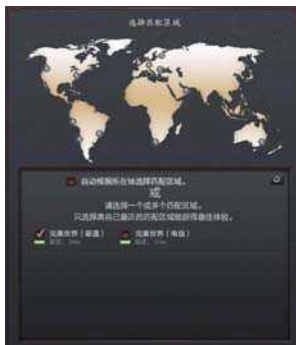 选择匹配区域
自动根据所在地选择匹配区域。
或
请选择一个或多个匹配区域。
只选择离自己最近的匹配区域能获得最佳体验。
完美世界（联通） 完美世界（电信）